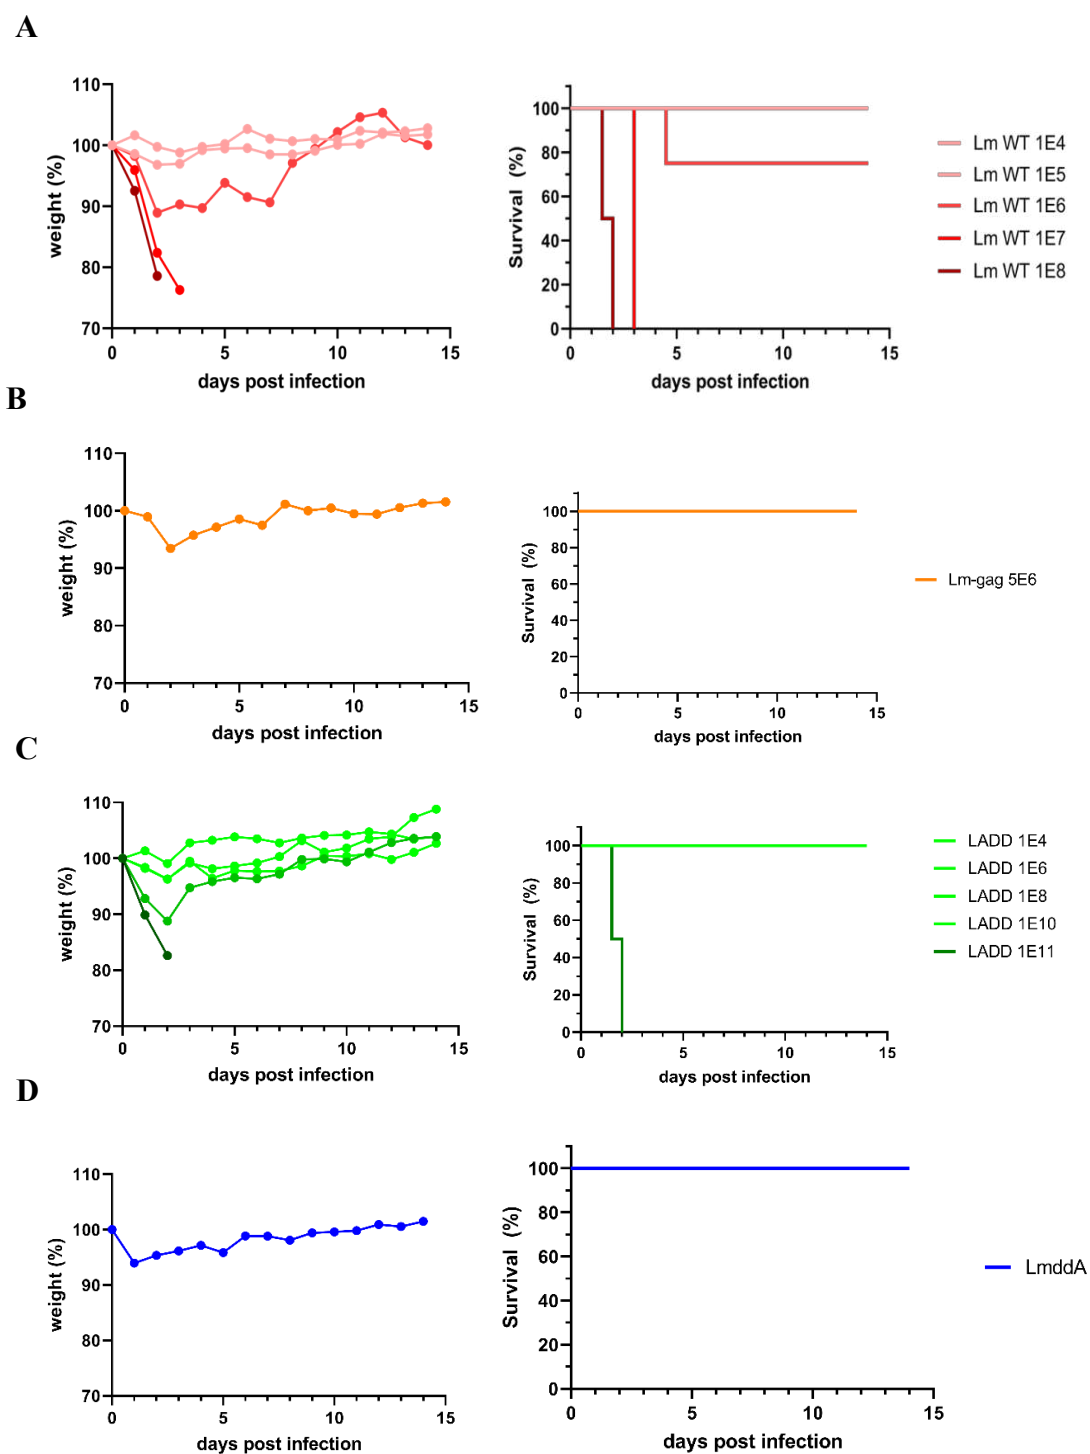 A
110
100
90
80
70
0
5
10
15
weight (%)
days post infection
100
80
60
40
20
0
0
5
10
15
Survival (%)
days post infection
Lm WT 1E4
Lm WT 1E5
Lm WT 1E6
Lm WT 1E7
Lm WT 1E8
B
110
100
90
80
70
0
5
10
15
weight (%)
days post infection
100
80
60
40
20
0
0
5
10
15
Survival (%)
days post infection
Lm-gag 5E6
C
110
100
90
80
70
0
5
10
15
weight (%)
days post infection
100
80
60
40
20
0
0
5
10
15
Survival (%)
days post infection
LADD 1E4
LADD 1E6
LADD 1E8
LADD 1E10
LADD 1E11
D
110
100
90
80
70
0
5
10
15
weight (%)
days post infection
100
80
60
40
20
0
0
5
10
15
Survival (%)
days post infection
LmddA